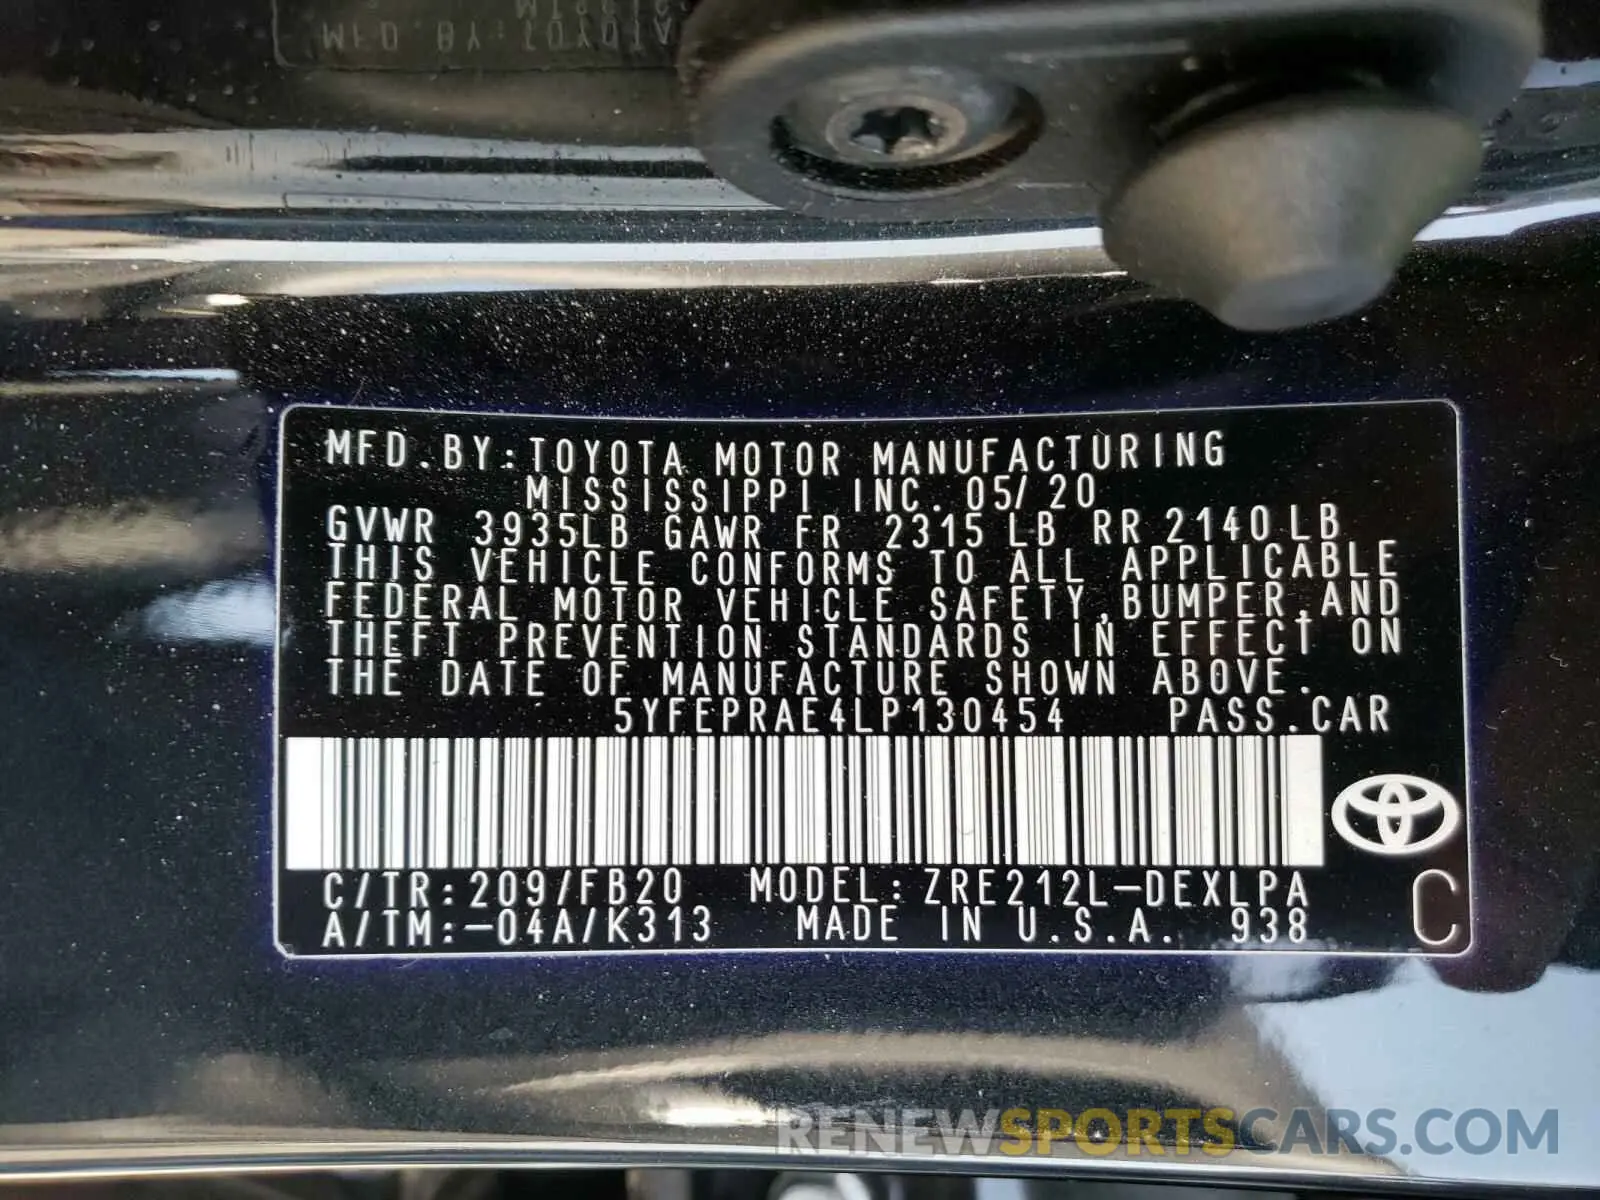 MFD.BY:TOYOTA MOTOR MANUFACTURING
MISSISSIPPI INC. 05/20
GVWR 3935LB GAWR FR 2315LB RR 2140LB
THIS VEHICLE CONFORMS TO ALL APPLICABLE
FEDERAL MOTOR VEHICLE SAFETY,BUMPER,AND
THEFT PREVENTION STANDARDS IN EFFECT ON
THE DATE OF MANUFACTURE SHOWN ABOVE.
5YFEPRAE4LP130454 PASS.CAR
C/TR:209/FB20 MODEL:ZRE212L-DEXLPA
A/TM:-04A/K313 MADE IN U.S.A. 938
C
RENEWSPORTSCARS.COM